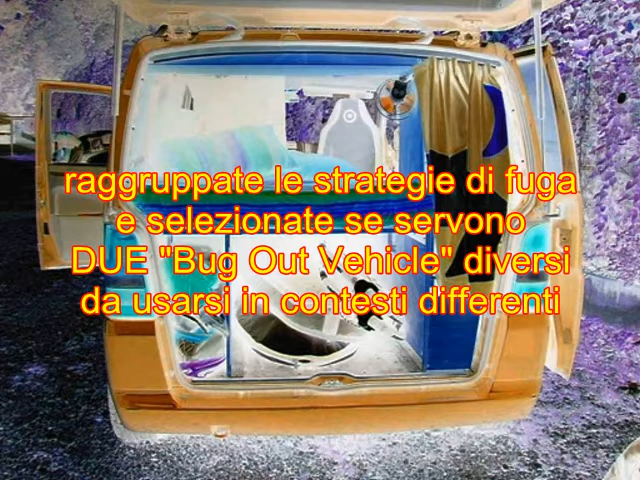 raggruppate le strategie di fuga
e selezionate se servono
DUE "Bug Out Vehicle" diversi
da usarsi in contesti differenti